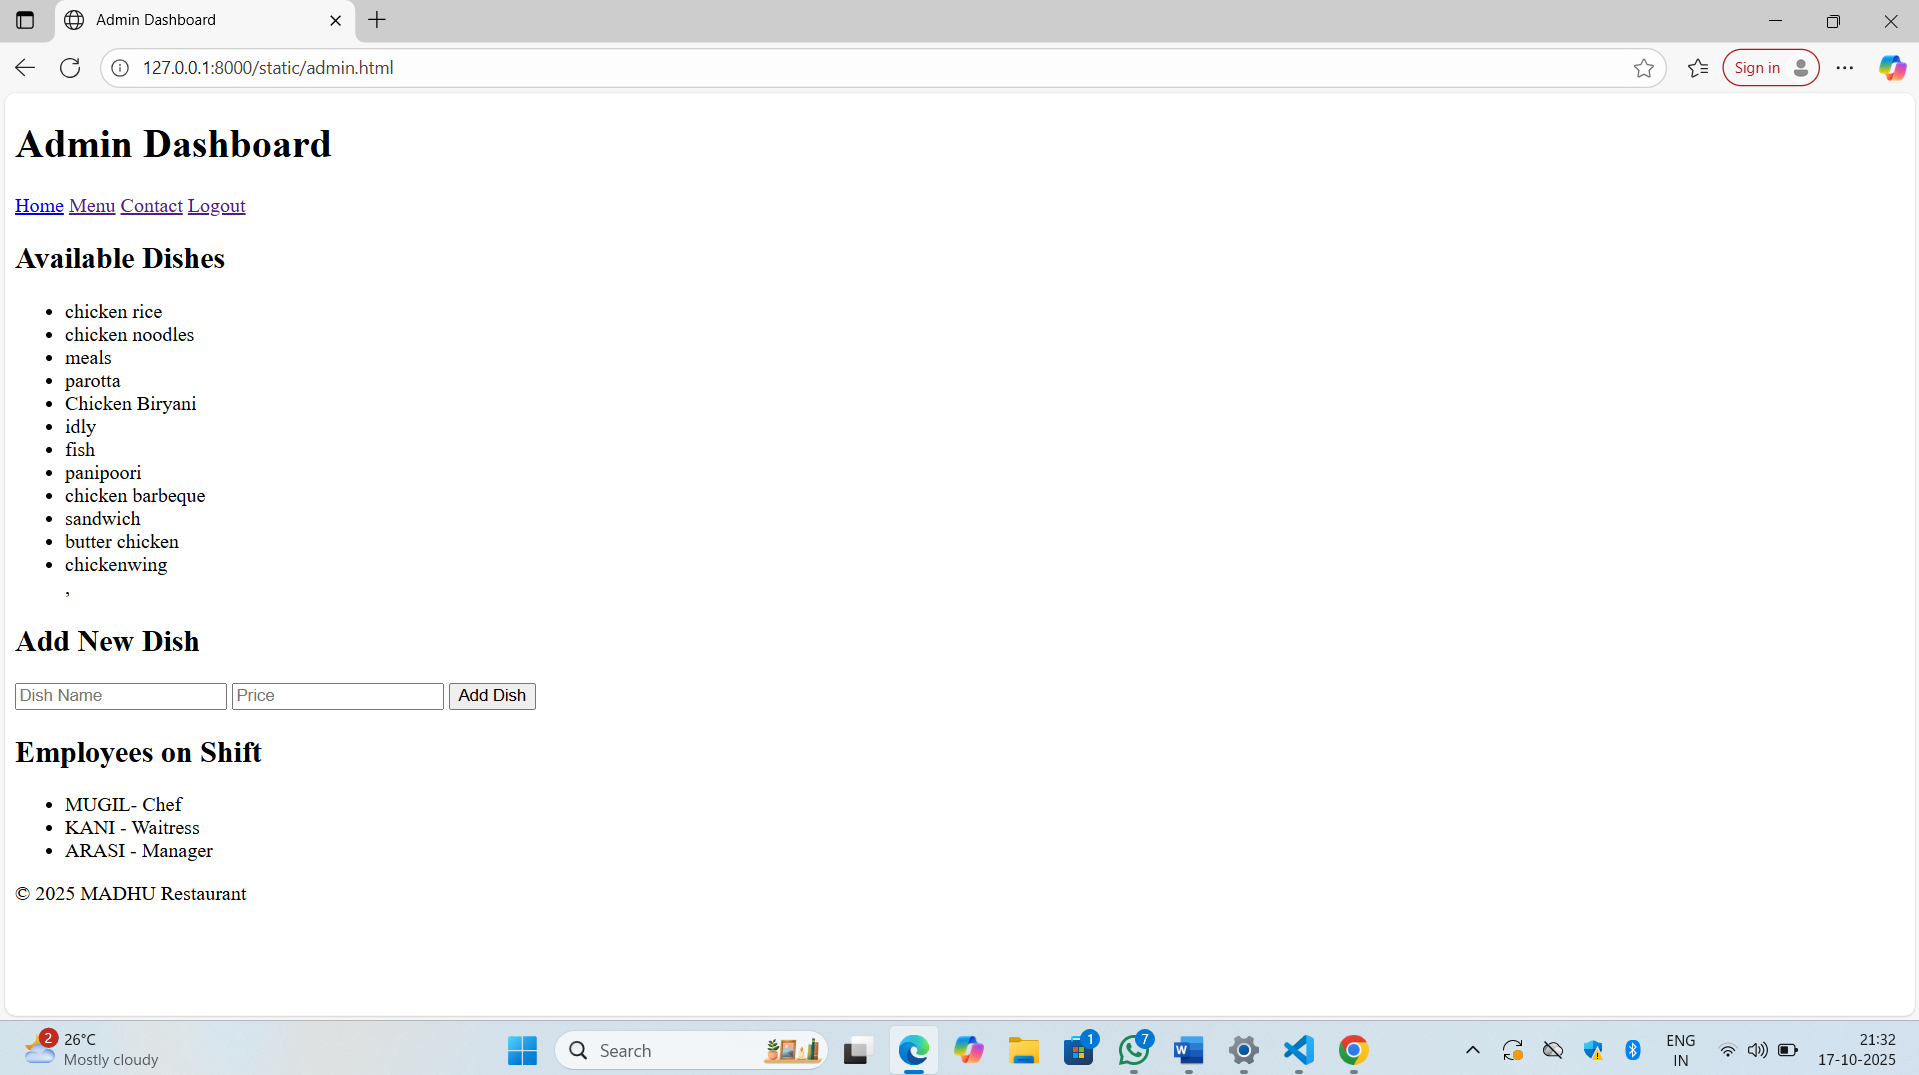 Admin Dashboard
127.0.0.1:8000/static/admin.html
Sign in
Admin Dashboard
Home Menu Contact Logout
Available Dishes
chicken rice
chicken noodles
meals
parotta
Chicken Biryani
idly
fish
panipoori
chicken barbeque
sandwich
butter chicken
chickenwing
,
Add New Dish
Dish Name Price Add Dish
Employees on Shift
MUGIL- Chef
KANI - Waitress
ARASI - Manager
© 2025 MADHU Restaurant
2
26°C
Mostly cloudy
Search
1
7
W
ENG
IN
21:32
17-10-2025